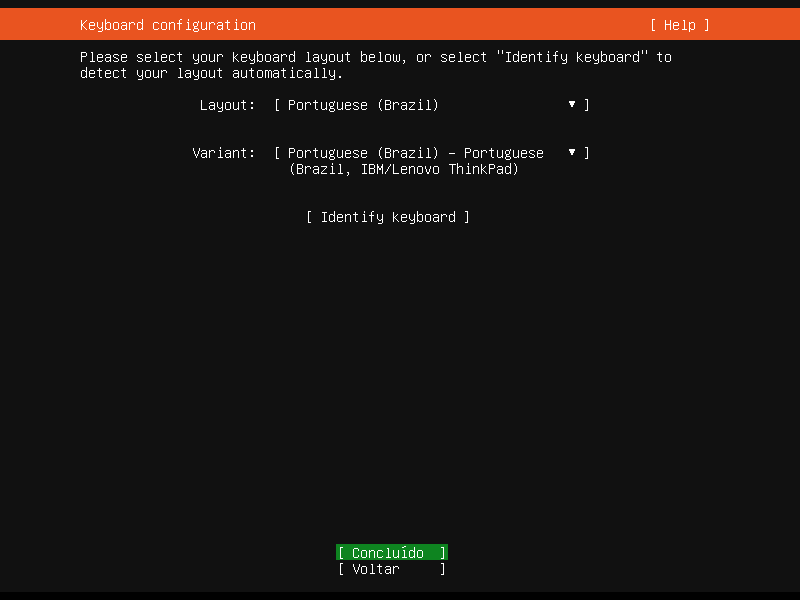 Keyboard configuration [ Help ]
Please select your keyboard layout below, or select "Identify keyboard" to
detect your layout automatically.
Layout: [ Portuguese (Brazil) ▾ ]
Variant: [ Portuguese (Brazil) – Portuguese ▾ ]
(Brazil, IBM/Lenovo ThinkPad)
[ Identify keyboard ]
[ Concluído ]
[ Voltar ]